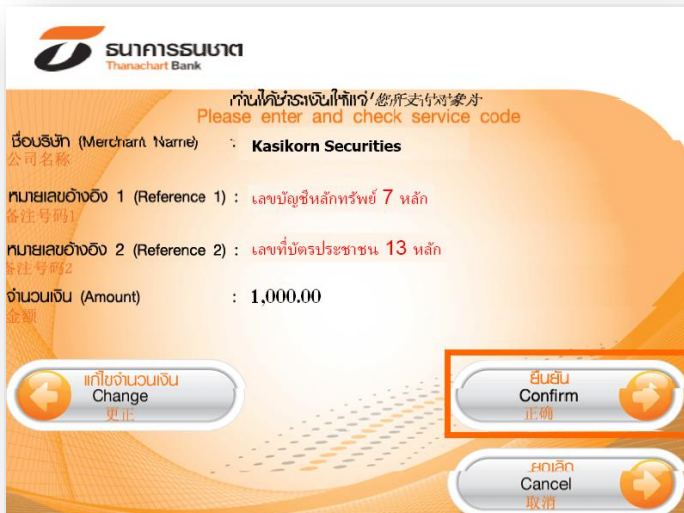 ธนาคารธนชาต
Thanachart Bank
ท่านได้ชำระเงินให้แก่/您所支付对象为
Please enter and check service code
ชื่อบริษัท (Merchant Name) : Kasikorn Securities
公司名称
หมายเลขอ้างอิง 1 (Reference 1) : เลขบัญชีหลักทรัพย์ 7 หลัก
备注号码1
หมายเลขอ้างอิง 2 (Reference 2) : เลขที่บัตรประชาชน 13 หลัก
备注号码2
จำนวนเงิน (Amount) : 1,000.00
金额
แก้ไขจำนวนเงิน
Change
更正
ยืนยัน
Confirm
正确
ยกเลิก
Cancel
取消